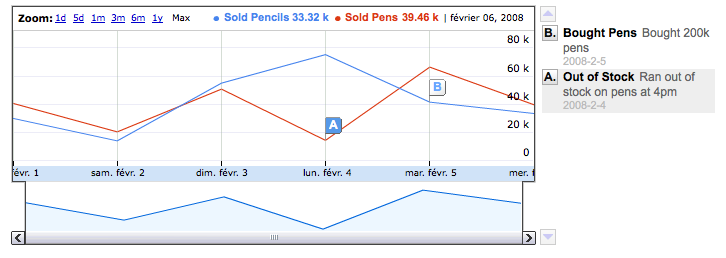 Zoom: 1d 5d 1m 3m 6m 1y Max ● Sold Pencils 33.32 k ● Sold Pens 39.46 k | février 06, 2008
80 k
60 k
40 k
20 k
0
A
B
évr. 1 sam. févr. 2 dim. févr. 3 lun. févr. 4 mar. févr. 5 mer. f
B. Bought Pens Bought 200k
pens
2008-2-5
A. Out of Stock Ran out of
stock on pens at 4pm
2008-2-4